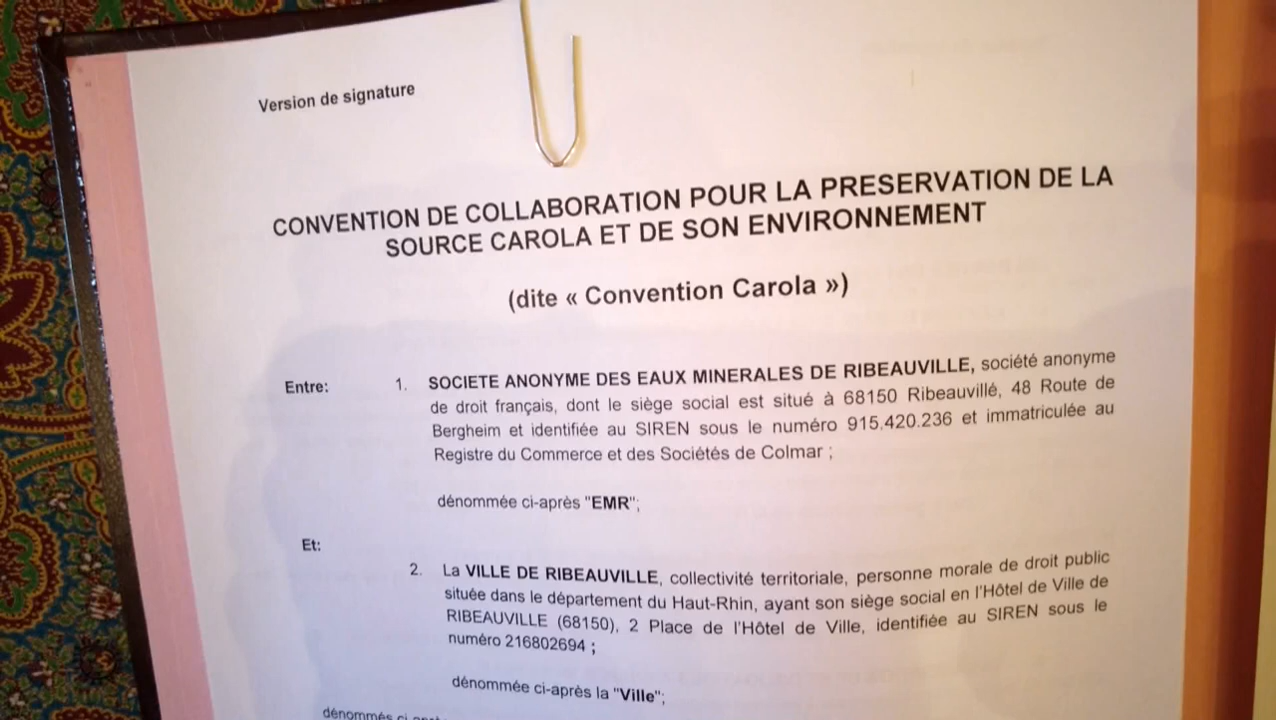 Version de signature
CONVENTION DE COLLABORATION POUR LA PRESERVATION DE LA
SOURCE CAROLA ET DE SON ENVIRONNEMENT
(dite « Convention Carola »)
Entre: 1. SOCIETE ANONYME DES EAUX MINERALES DE RIBEAUVILLE, société anonyme
de droit français, dont le siège social est situé à 68150 Ribeauvillé, 48 Route de
Bergheim et identifiée au SIREN sous le numéro 915.420.236 et immatriculée au
Registre du Commerce et des Sociétés de Colmar ;
dénommée ci-après "EMR";
Et:
2. La VILLE DE RIBEAUVILLE, collectivité territoriale, personne morale de droit public
située dans le département du Haut-Rhin, ayant son siège social en l'Hôtel de Ville de
RIBEAUVILLE (68150), 2 Place de l'Hôtel de Ville, identifiée au SIREN sous le
numéro 216802694 ;
dénommée ci-après la "Ville";
dénommés ci-après